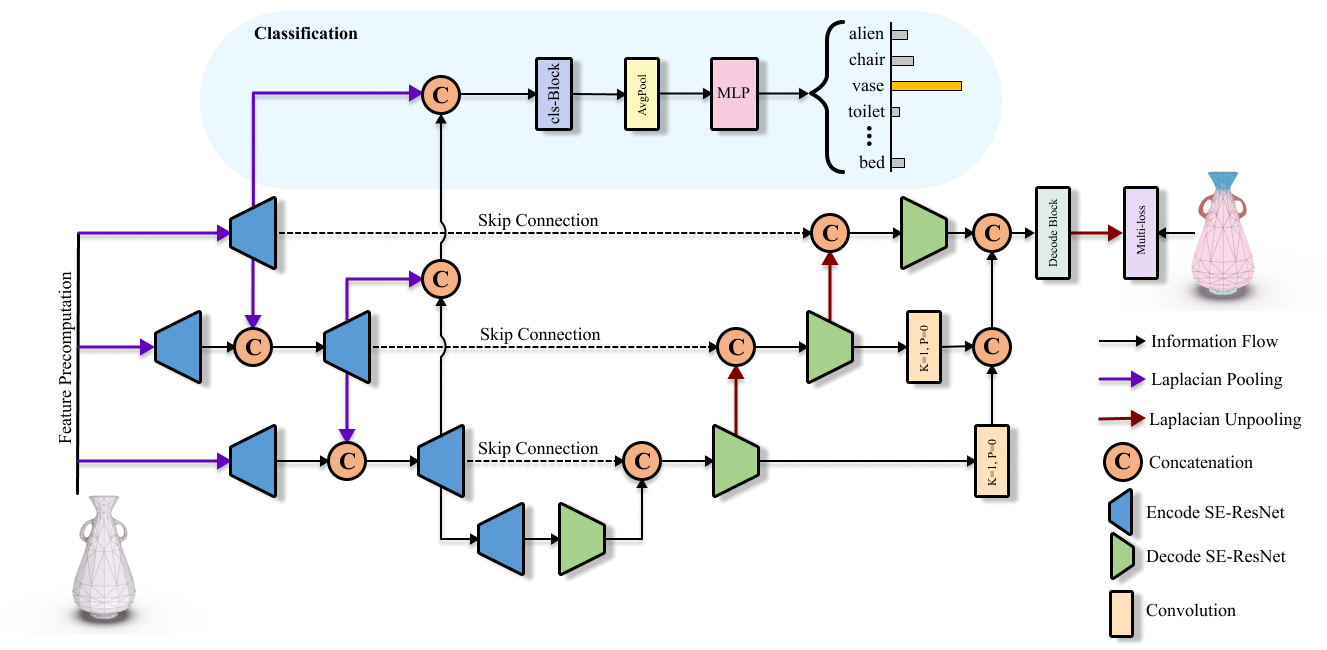 Classification
alien
chair
vase
toilet
bed
C
cls-Block
AvgPool
MLP
Skip Connection
C
C
Decode Block
Multi-loss
C
Feature Precomputation
C
Skip Connection
C
K=1, P=0
C
Skip Connection
C
C
K=1, P=0
Information Flow
Laplacian Pooling
Laplacian Unpooling
C Concatenation
Encode SE-ResNet
Decode SE-ResNet
Convolution